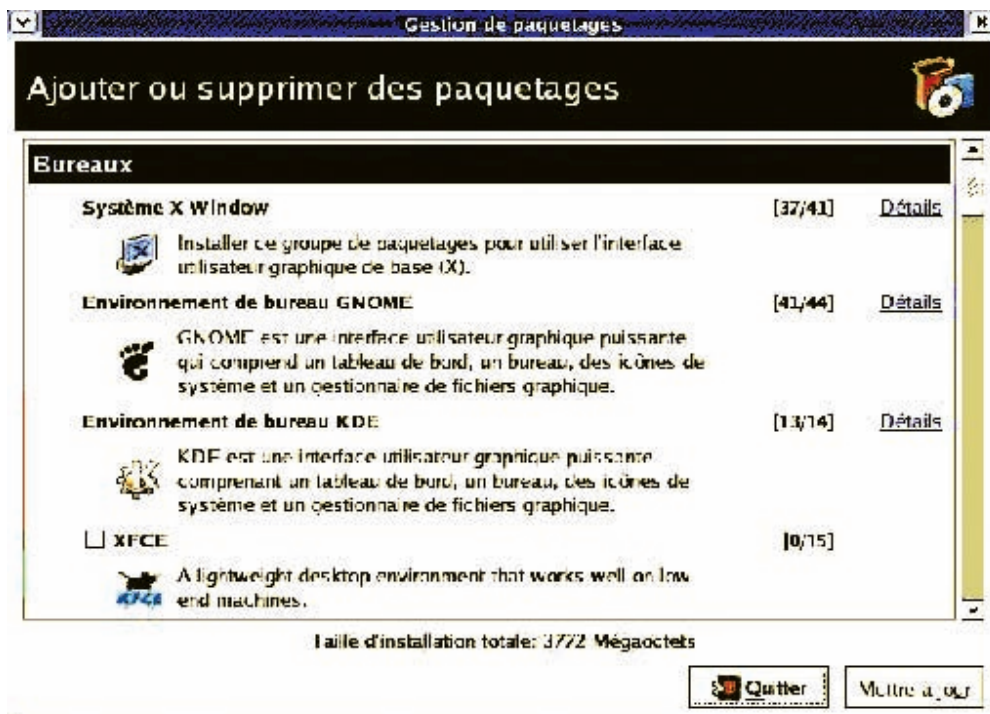 Gestion de paquetages
Ajouter ou supprimer des paquetages
Bureaux
Système X Window [37/41] Détails
Installer ce groupe de paquetages pour utiliser l'interface
utilisateur graphique de base (X).
Environnement de bureau GNOME [41/44] Détails
GNOME est une interface utilisateur graphique puissante
qui comprend un tableau de bord, un bureau, des icônes de
système et un gestionnaire de fichiers graphique.
Environnement de bureau KDE [13/14] Détails
KDE est une interface utilisateur graphique puissante
comprenant un tableau de bord, un bureau, des icônes de
système et un gestionnaire de fichiers graphique.
XFCE [0/15]
A lightweight desktop environment that works well on low
end machines.
XFCE
Taille d'installation totale: 3772 Mégaoctets
Quitter Mettre à jour